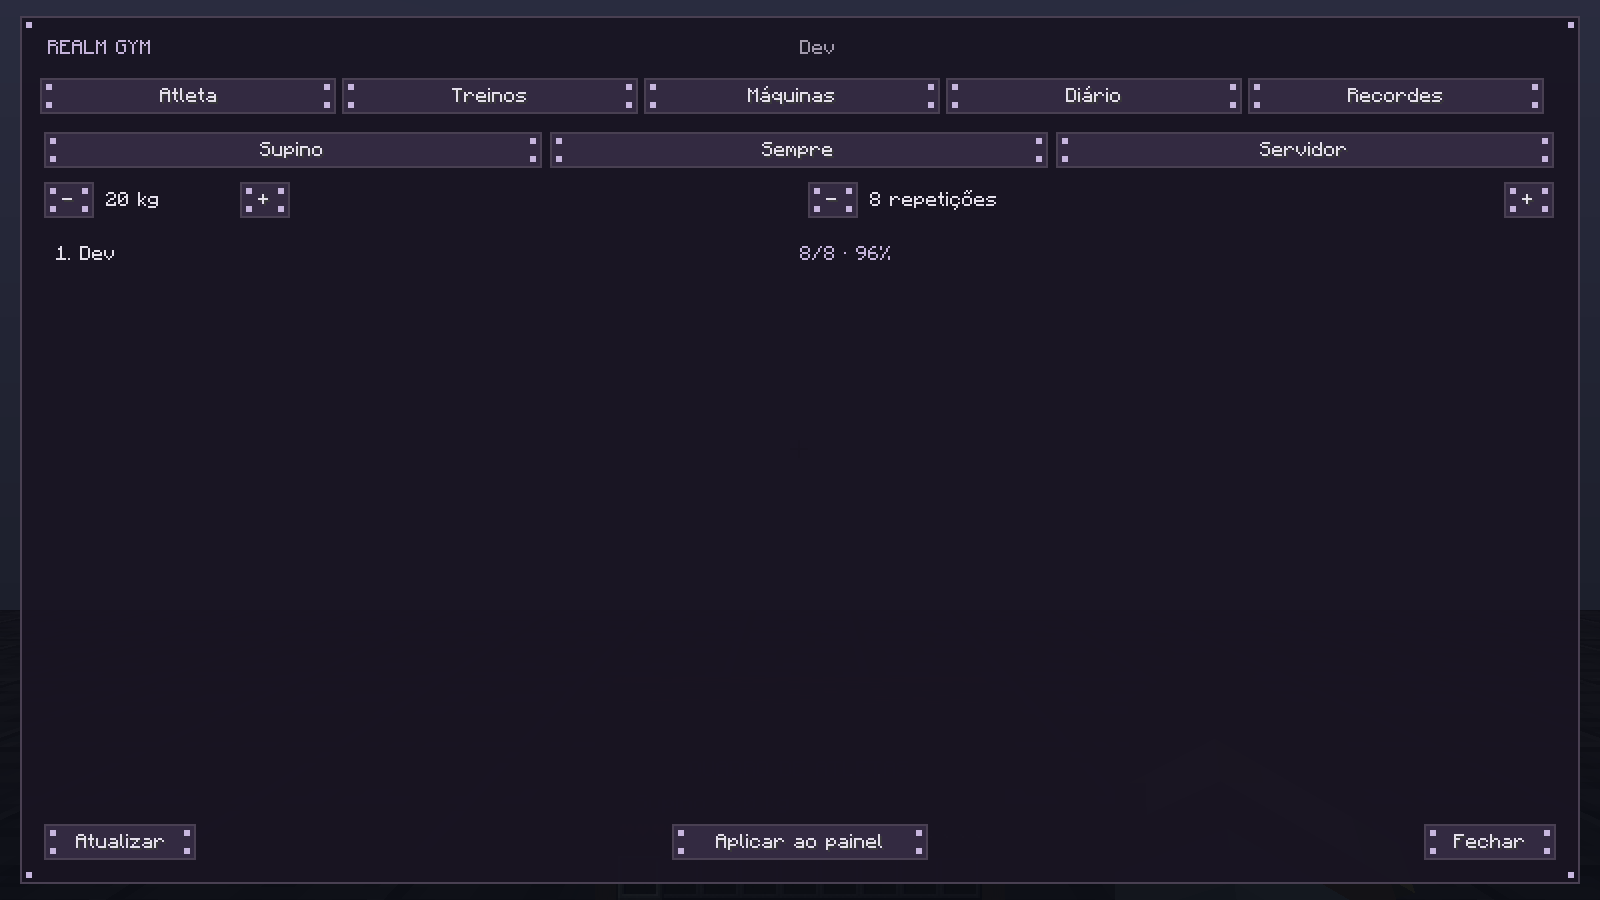 REALM GYM Dev
Atleta Treinos Máquinas Diário Recordes
Supino Sempre Servidor
- 20 kg + - 8 repetições +
1. Dev 8/8 · 96%
Atualizar Aplicar ao painel Fechar